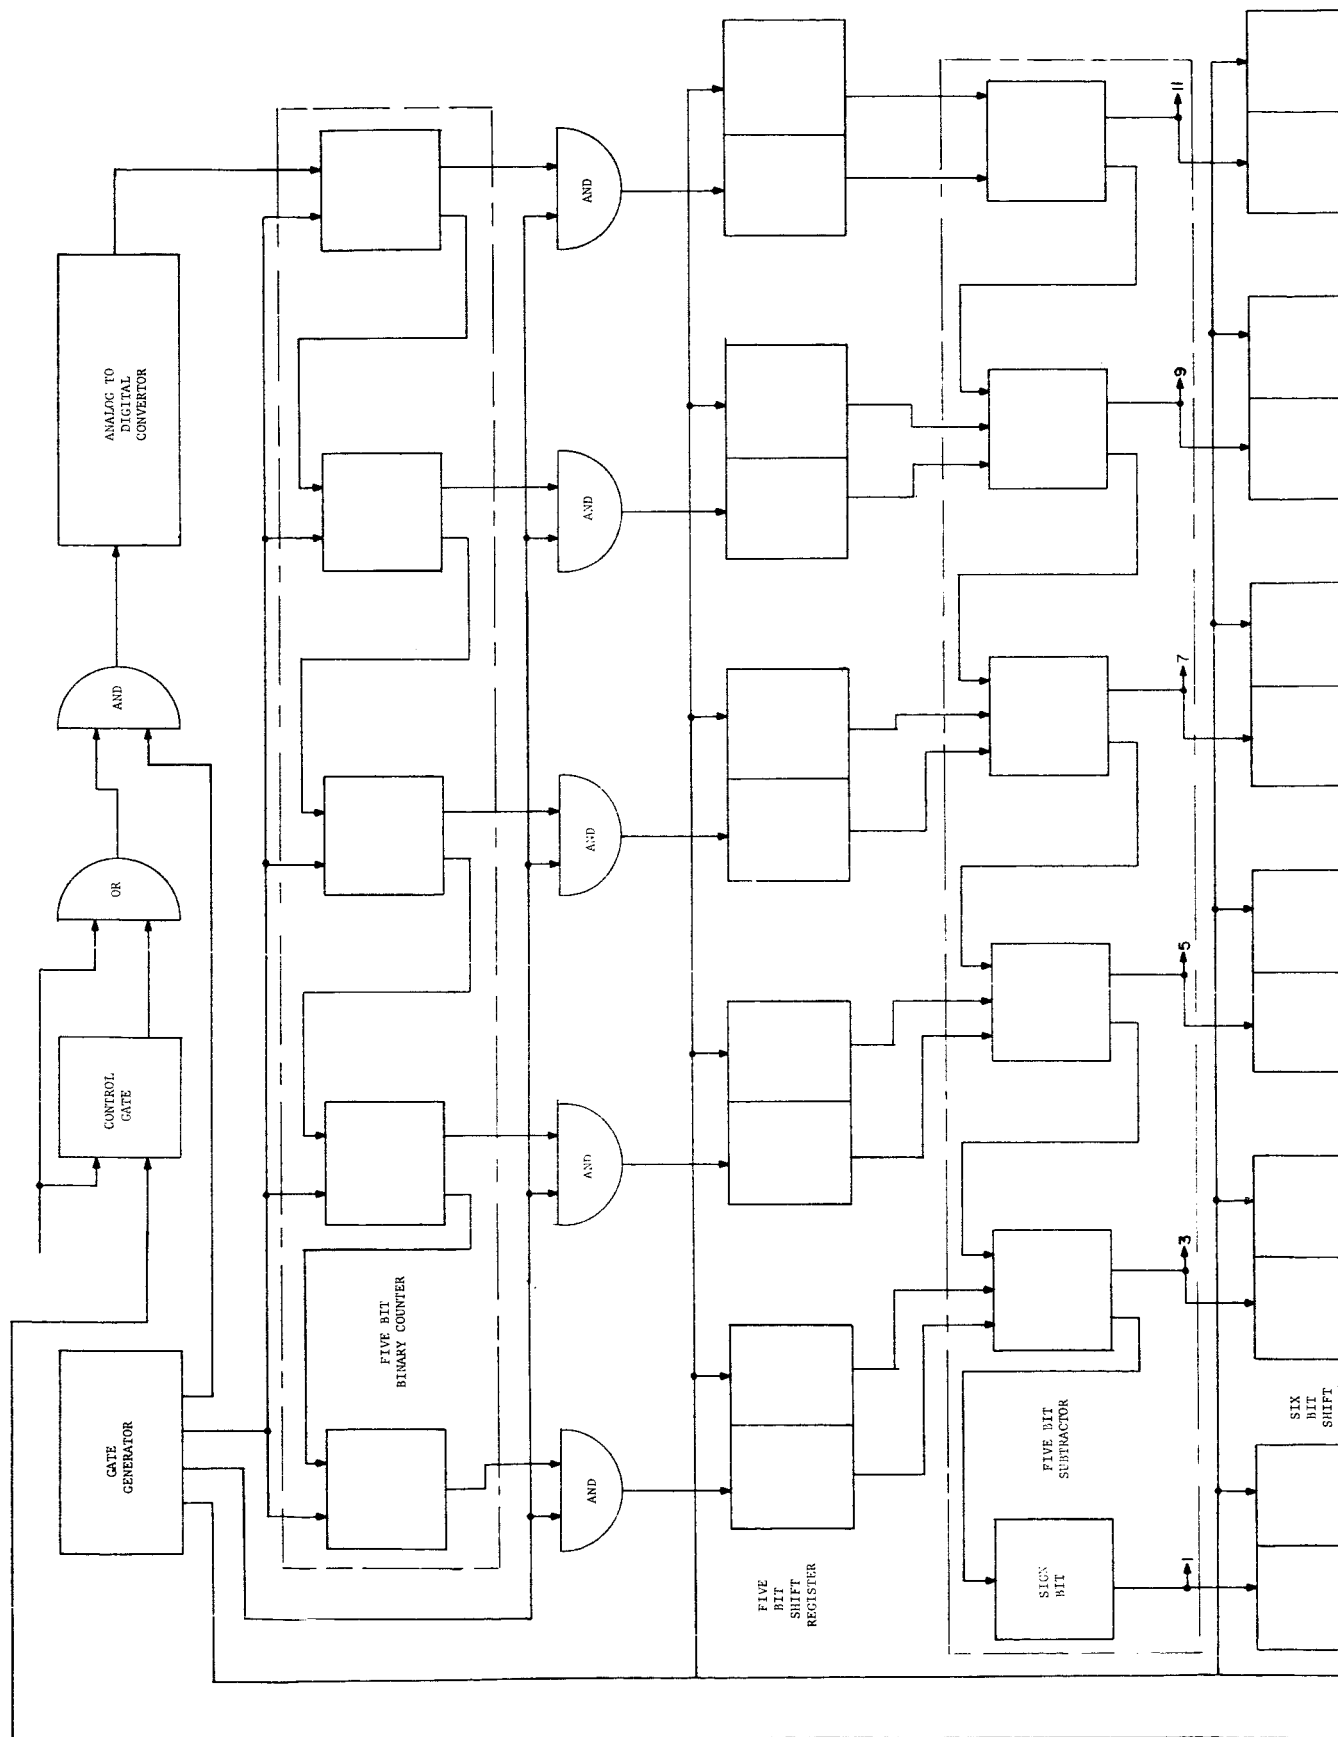 ANALOG TO
DIGITAL
CONVERTOR
AND
OR
CONTROL
GATE
GATE
GENERATOR
FIVE BIT
BINARY COUNTER
AND
AND
AND
AND
AND
FIVE
BIT
SHIFT
REGISTER
FIVE BIT
SUBTRACTOR
SIGN
BIT
11
9
7
5
3
1
SIX
BIT
SHIFT